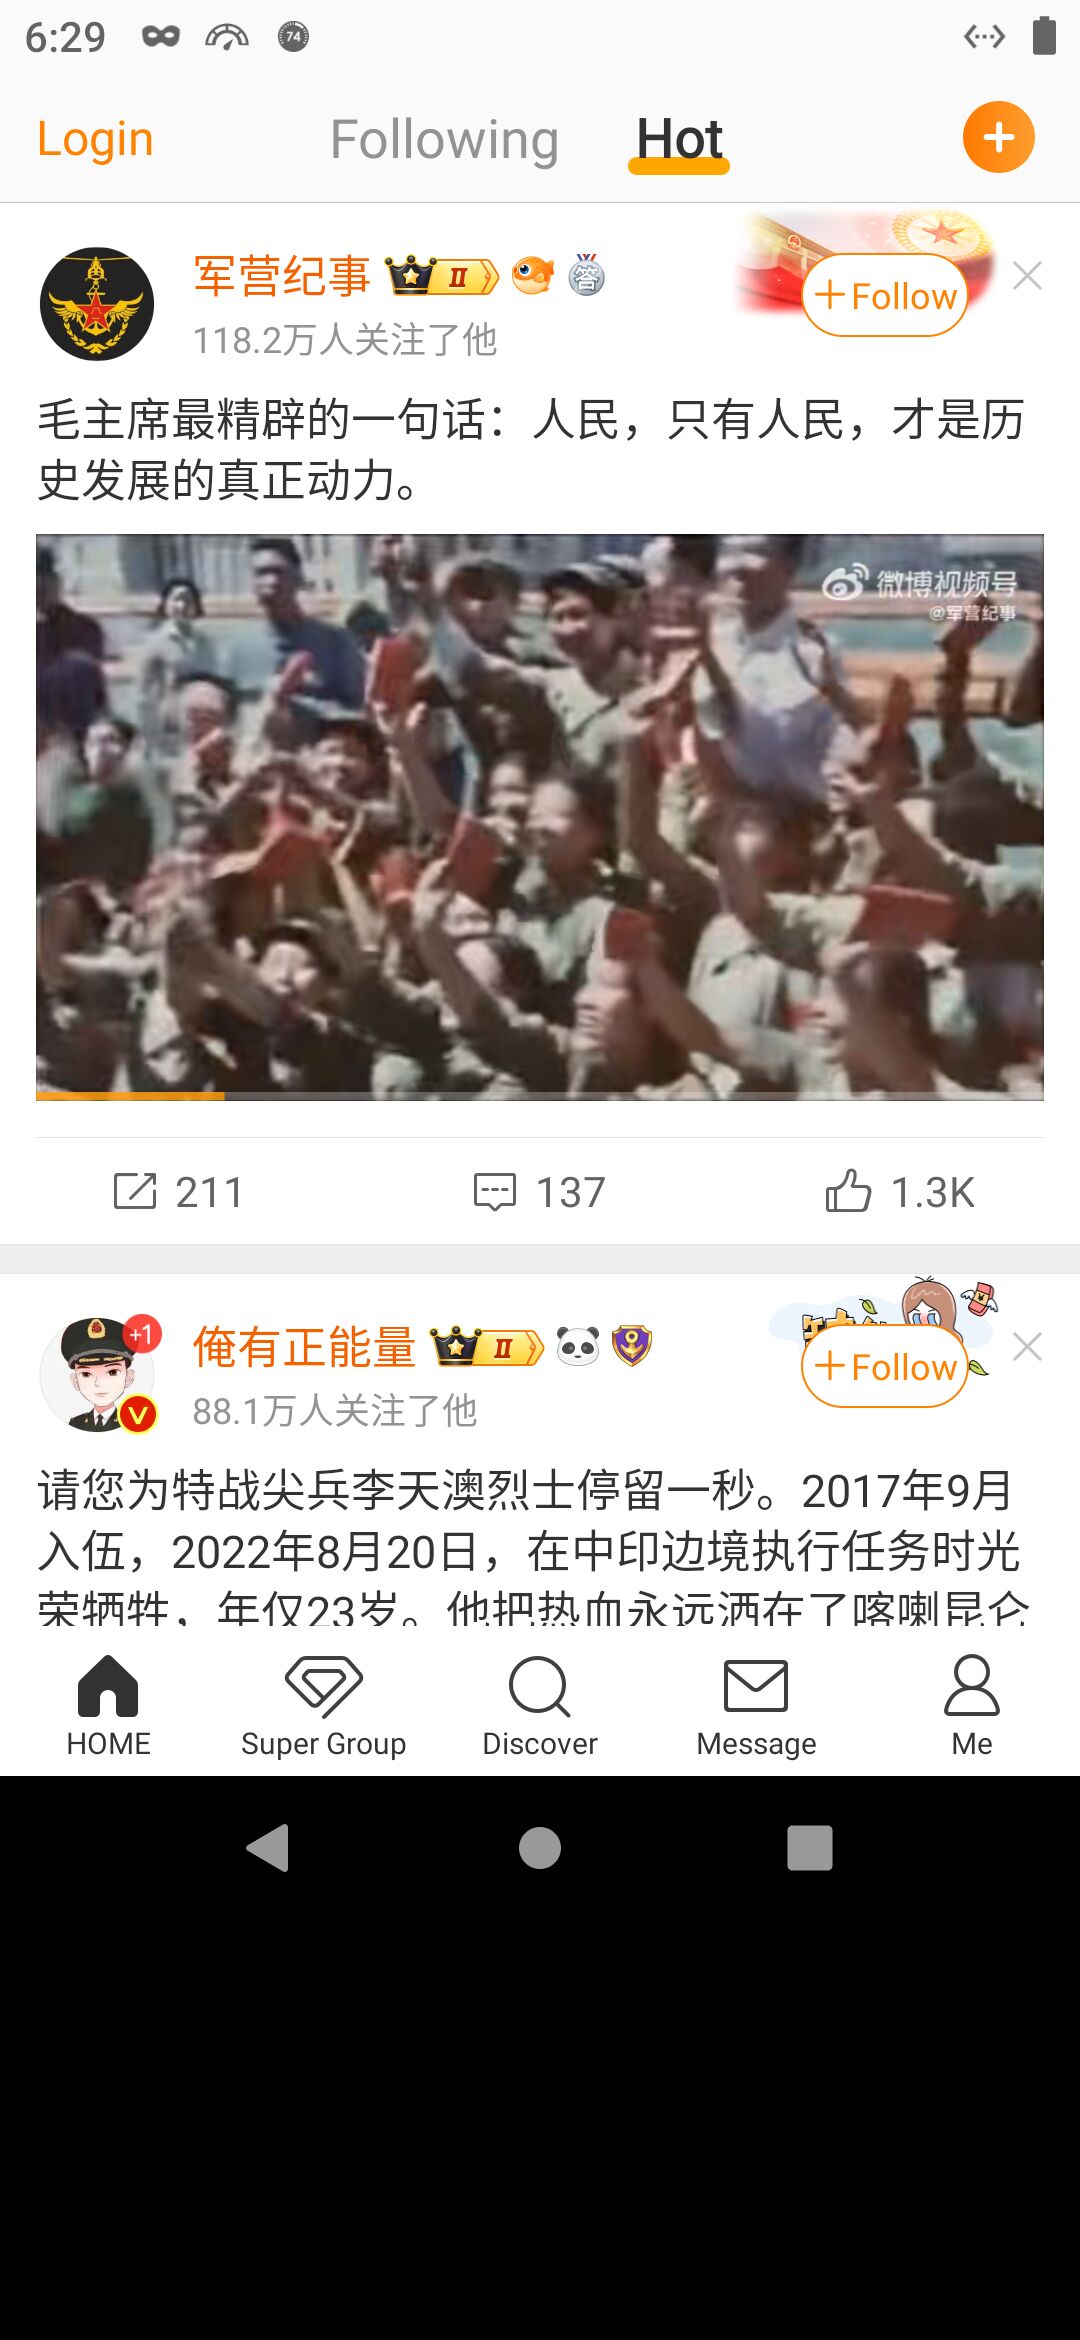 6:29
74
Login
Following
Hot
军营纪事
II
答
+Follow
118.2万人关注了他
毛主席最精辟的一句话：人民，只有人民，才是历
史发展的真正动力。
微博视频号
@军营纪事
211
137
1.3K
+1
V
俺有正能量
II
+Follow
88.1万人关注了他
请您为特战尖兵李天澳烈士停留一秒。2017年9月
入伍，2022年8月20日，在中印边境执行任务时光
荣牺牲，年仅23岁。他把热血永远洒在了喀喇昆仑
HOME
Super Group
Discover
Message
Me